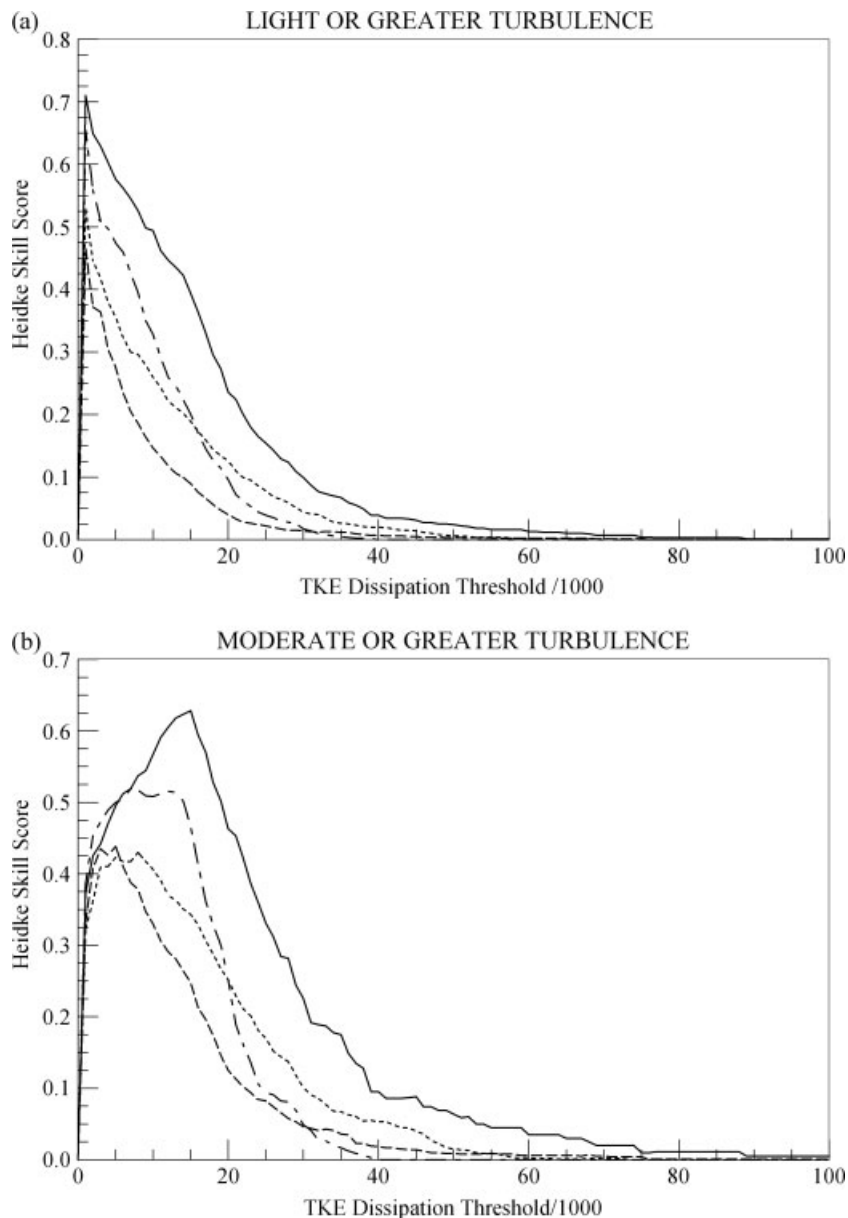 (a) LIGHT OR GREATER TURBULENCE
0.8
0.7
0.6
0.5
0.4
0.3
0.2
0.1
0.0
Heidke Skill Score
0 20 40 60 80 100
TKE Dissipation Threshold /1000
(b) MODERATE OR GREATER TURBULENCE
0.7
0.6
0.5
0.4
0.3
0.2
0.1
0.0
Heidke Skill Score
0 20 40 60 80 100
TKE Dissipation Threshold/1000